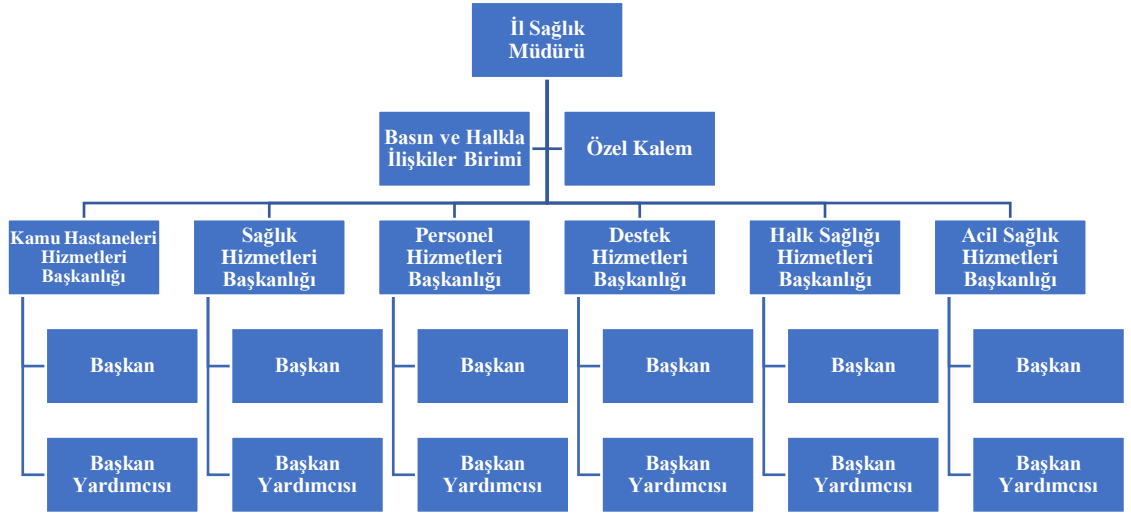 İl Sağlık
Müdürü
Basın ve Halkla
İlişkiler Birimi
Özel Kalem
Kamu Hastaneleri
Hizmetleri
Başkanlığı
Sağlık
Hizmetleri
Başkanlığı
Personel
Hizmetleri
Başkanlığı
Destek
Hizmetleri
Başkanlığı
Halk Sağlığı
Hizmetleri
Başkanlığı
Acil Sağlık
Hizmetleri
Başkanlığı
Başkan
Başkan
Başkan
Başkan
Başkan
Başkan
Başkan
Yardımcısı
Başkan
Yardımcısı
Başkan
Yardımcısı
Başkan
Yardımcısı
Başkan
Yardımcısı
Başkan
Yardımcısı